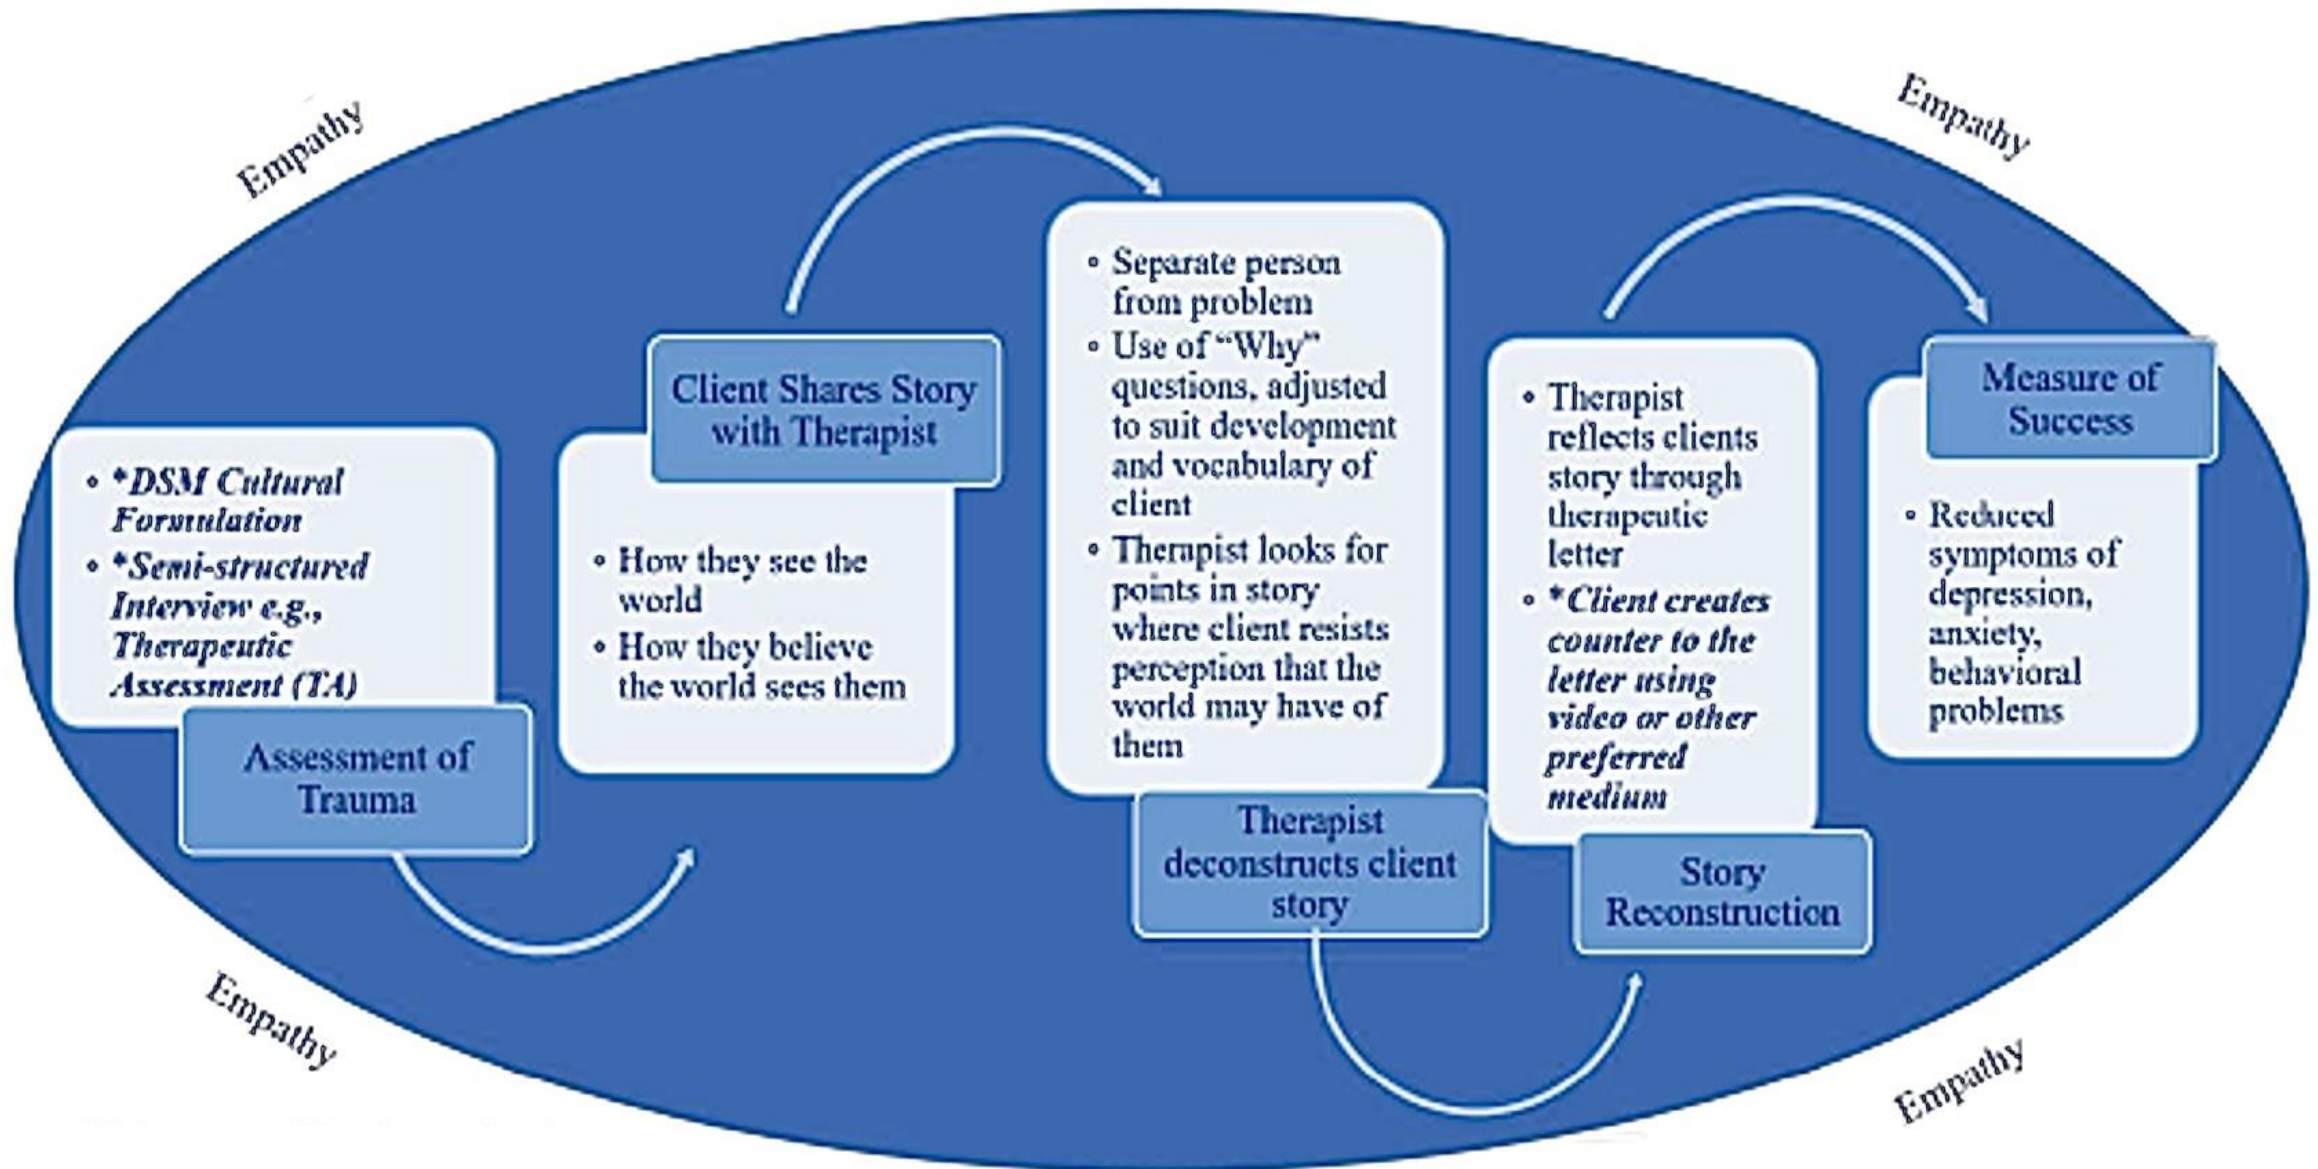 Empathy
Empathy
• *DSM Cultural
Formulation
• *Semi-structured
Interview e.g.,
Therapeutic
Assessment (TA)
Assessment of
Trauma
Client Shares Story
with Therapist
• How they see the
world
• How they believe
the world sees them
• Separate person
from problem
• Use of “Why”
questions, adjusted
to suit development
and vocabulary of
client
• Therapist looks for
points in story
where client resists
perception that the
world may have of
them
Therapist
deconstructs client
story
• Therapist
reflects clients
story through
therapeutic
letter
• *Client creates
counter to the
letter using
video or other
preferred
medium
Story
Reconstruction
Measure of
Success
• Reduced
symptoms of
depression,
anxiety,
behavioral
problems
Empathy
Empathy